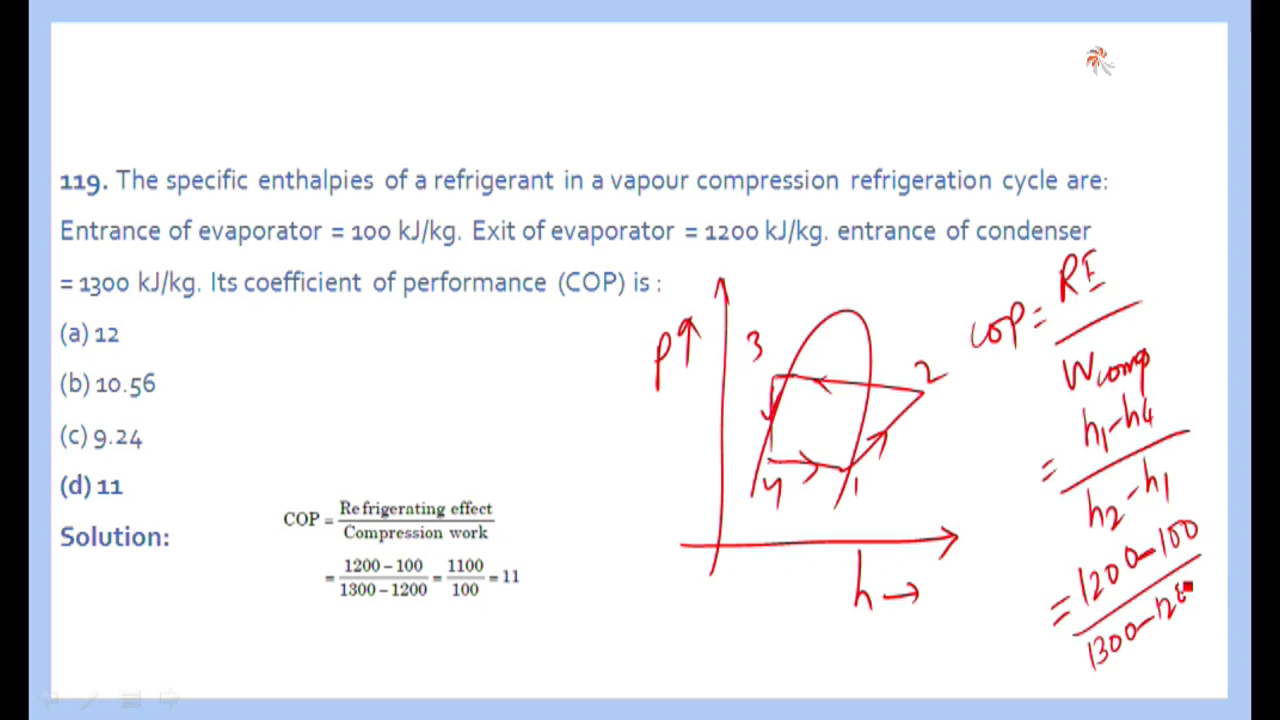 119. The specific enthalpies of a refrigerant in a vapour compression refrigeration cycle are:
Entrance of evaporator = 100 kJ/kg. Exit of evaporator = 1200 kJ/kg. entrance of condenser
= 1300 kJ/kg. Its coefficient of performance (COP) is :
(a) 12
(b) 10.56
(c) 9.24
(d) 11
Solution:
COP = Refrigerating effect
Compression work
= 1200 – 100 / 1300 – 1200 = 1100 / 100 = 11
P↑
3
2
4
1
h →
COP = RE
Wcomp
= h1 – h4
h2 – h1
= 1200 – 100
1300 – 12